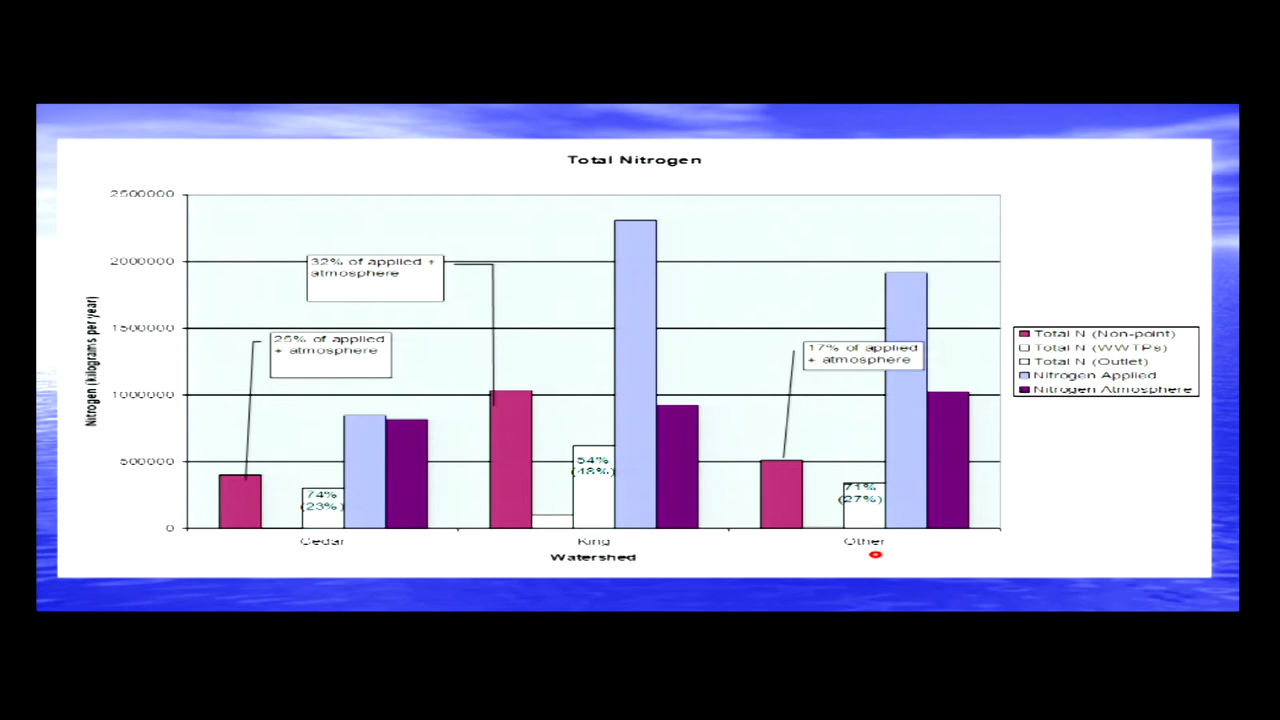 Total Nitrogen
Nitrogen (kilograms per year)
2500000
2000000
1500000
1000000
500000
0
32% of applied +
atmosphere
25% of applied
+ atmosphere
17% of applied
+ atmosphere
74%
(23%)
54%
(48%)
71%
(27%)
Cedar
King
Other
Watershed
Total N (Non-point)
Total N (WWTPs)
Total N (Outlet)
Nitrogen Applied
Nitrogen Atmosphere